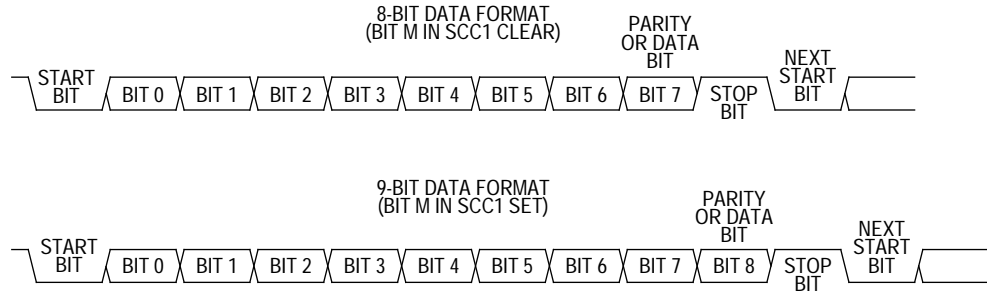 8-BIT DATA FORMAT
(BIT M IN SCC1 CLEAR)
PARITY
OR DATA
BIT
NEXT
START
BIT
START
BIT
BIT 0
BIT 1
BIT 2
BIT 3
BIT 4
BIT 5
BIT 6
BIT 7
STOP
BIT
9-BIT DATA FORMAT
(BIT M IN SCC1 SET)
PARITY
OR DATA
BIT
NEXT
START
BIT
START
BIT
BIT 0
BIT 1
BIT 2
BIT 3
BIT 4
BIT 5
BIT 6
BIT 7
BIT 8
STOP
BIT